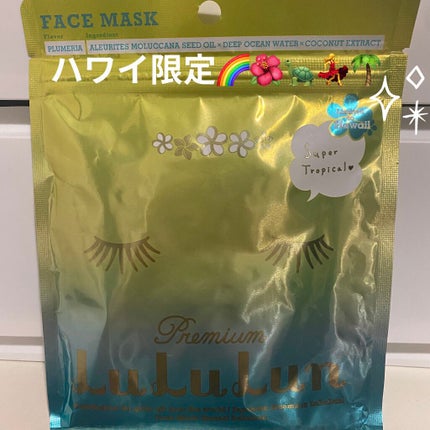 FACE MASK
Flavor Ingredient
PLUMERIA ALEURITES MOLUCCANA SEED OIL × DEEP OCEAN WATER × COCONUT EXTRACT
ハワイ限定🌈🌺🐢💃🌴
Hawaii
Super
Tropical♥
Premium
LuLuLun